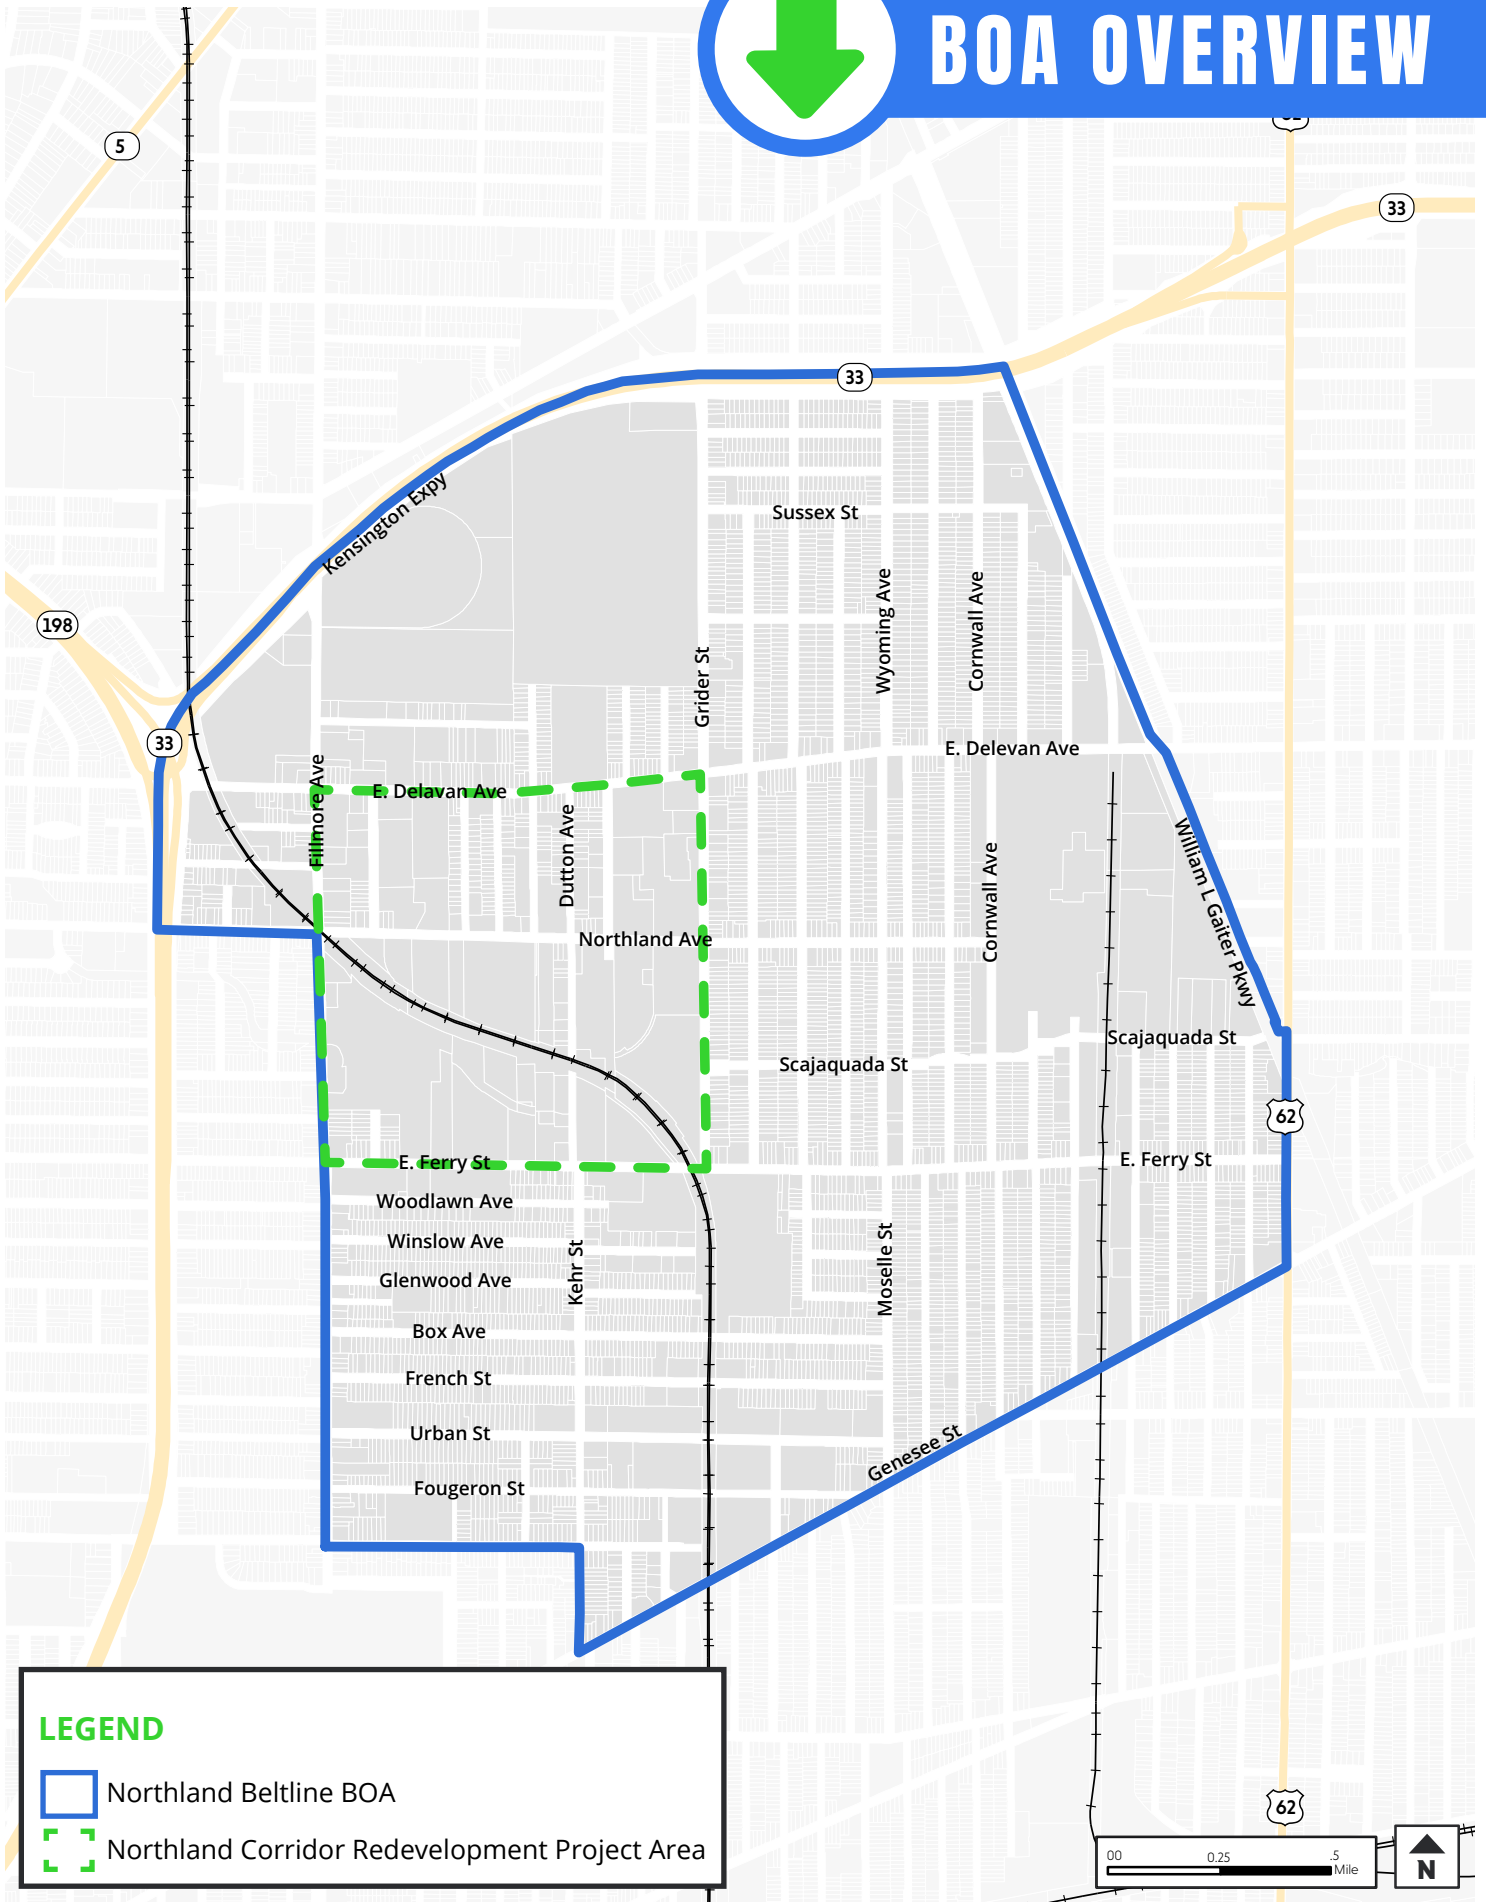 BOA OVERVIEW
5
33
33
Kensington Expy
Sussex St
Wyoming Ave
Cornwall Ave
198
Grider St
33
E. Delevan Ave
Fillmore Ave
E. Delavan Ave
Dutton Ave
William L Gaiter Pkwy
Cornwall Ave
Northland Ave
Scajaquada St
Scajaquada St
62
E. Ferry St
E. Ferry St
Woodlawn Ave
Winslow Ave
Kehr St
Moselle St
Glenwood Ave
Box Ave
French St
Urban St
Genesee St
Fougeron St
LEGEND
Northland Beltline BOA
Northland Corridor Redevelopment Project Area
62
00 0.25 .5
Mile
N